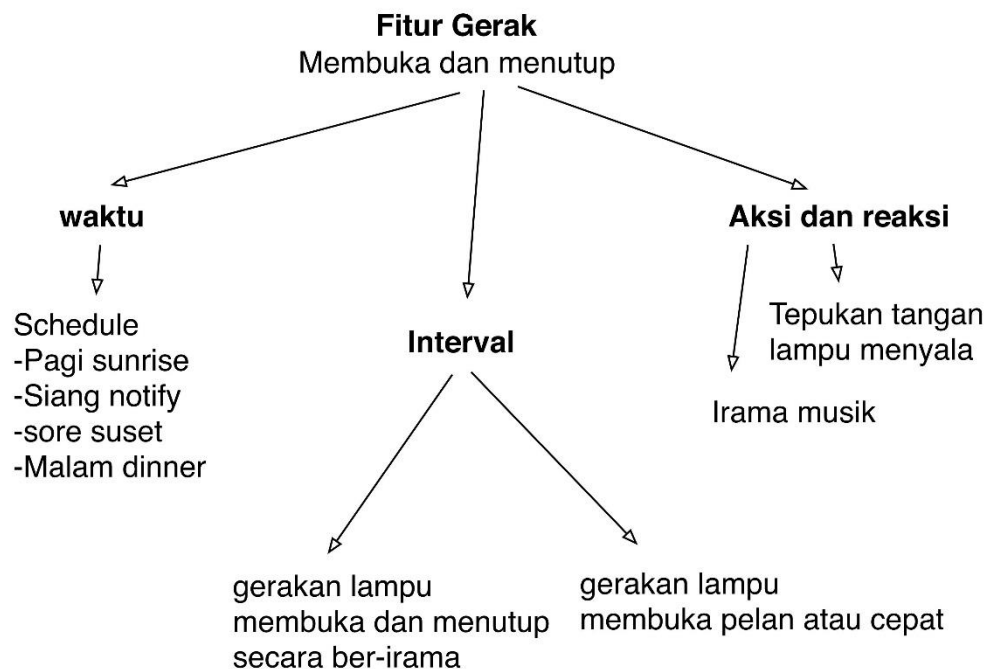 Fitur Gerak
Membuka dan menutup
waktu
Schedule
-Pagi sunrise
-Siang notify
-sore suset
-Malam dinner
Interval
gerakan lampu
membuka dan menutup
secara ber-irama
gerakan lampu
membuka pelan atau cepat
Aksi dan reaksi
Irama musik
Tepukan tangan
lampu menyala